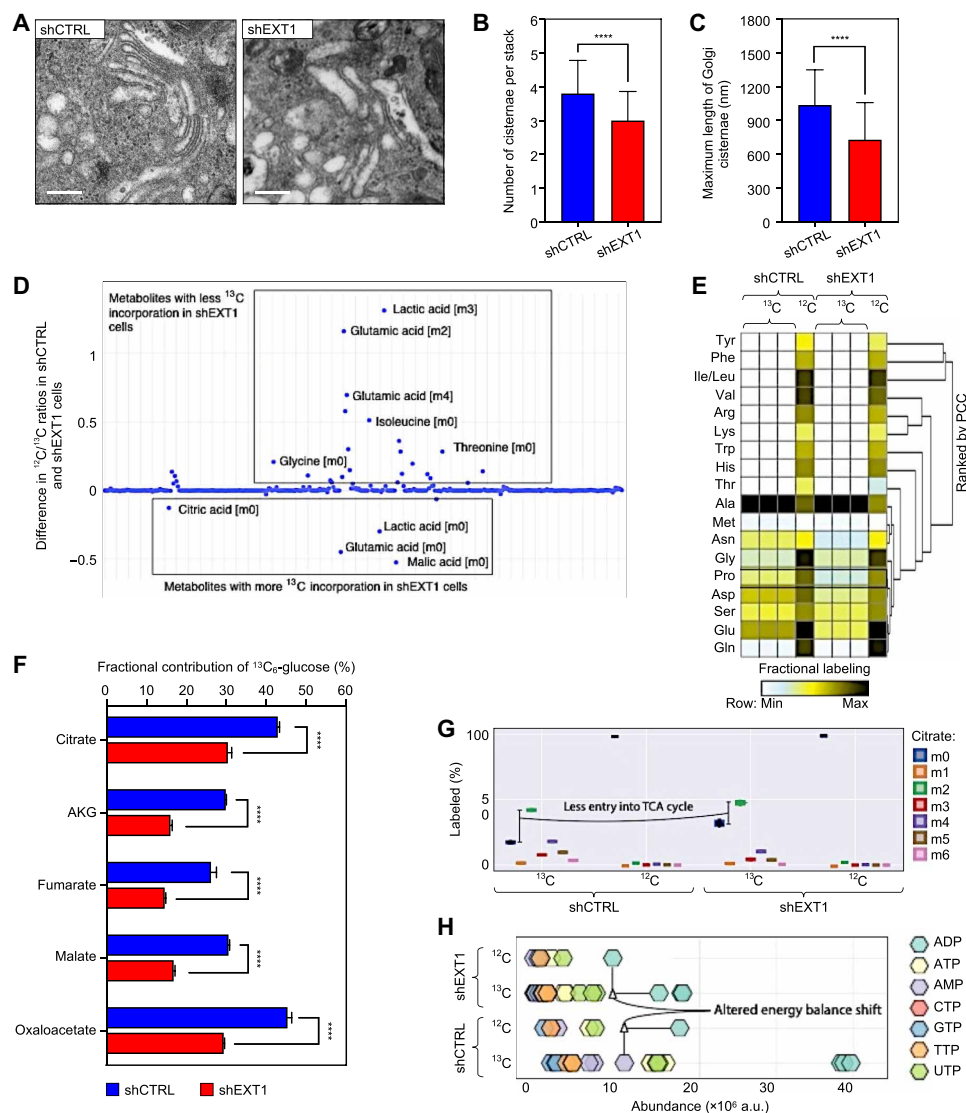 A
shCTRL
shEXT1
B
Number of cisternae per stack
6
5
4
3
2
1
0
****
shCTRL
shEXT1
C
Maximum length of Golgi
cisternae (nm)
1800
1500
1200
900
600
300
0
****
shCTRL
shEXT1
D
Difference in ¹²C/¹³C ratios in shCTRL
and shEXT1 cells
1
0.5
0
−0.5
Metabolites with less ¹³C
incorporation in shEXT1
cells
Lactic acid [m3]
Glutamic acid [m2]
Glutamic acid [m4]
Isoleucine [m0]
Threonine [m0]
Glycine [m0]
Citric acid [m0]
Lactic acid [m0]
Glutamic acid [m0]
Malic acid [m0]
Metabolites with more ¹³C incorporation in shEXT1 cells
E
shCTRL shEXT1
¹³C ¹²C ¹³C ¹²C
Tyr
Phe
Ile/Leu
Val
Arg
Lys
Trp
His
Thr
Ala
Met
Asn
Gly
Pro
Asp
Ser
Glu
Gln
Ranked by PCC
Fractional labeling
Row: Min Max
F
Fractional contribution of ¹³C₆-glucose (%)
0 10 20 30 40 50 60
Citrate
****
AKG
****
Fumarate
****
Malate
****
Oxaloacetate
****
shCTRL shEXT1
G
Labeled (%)
100
5
0
Less entry into TCA cycle
¹³C ¹²C ¹³C ¹²C
shCTRL shEXT1
Citrate:
m0
m1
m2
m3
m4
m5
m6
H
shEXT1
¹²C
¹³C
shCTRL
¹²C
¹³C
Altered energy balance shift
0 10 20 30 40
Abundance (×10⁶ a.u.)
ADP
ATP
AMP
CTP
GTP
TTP
UTP